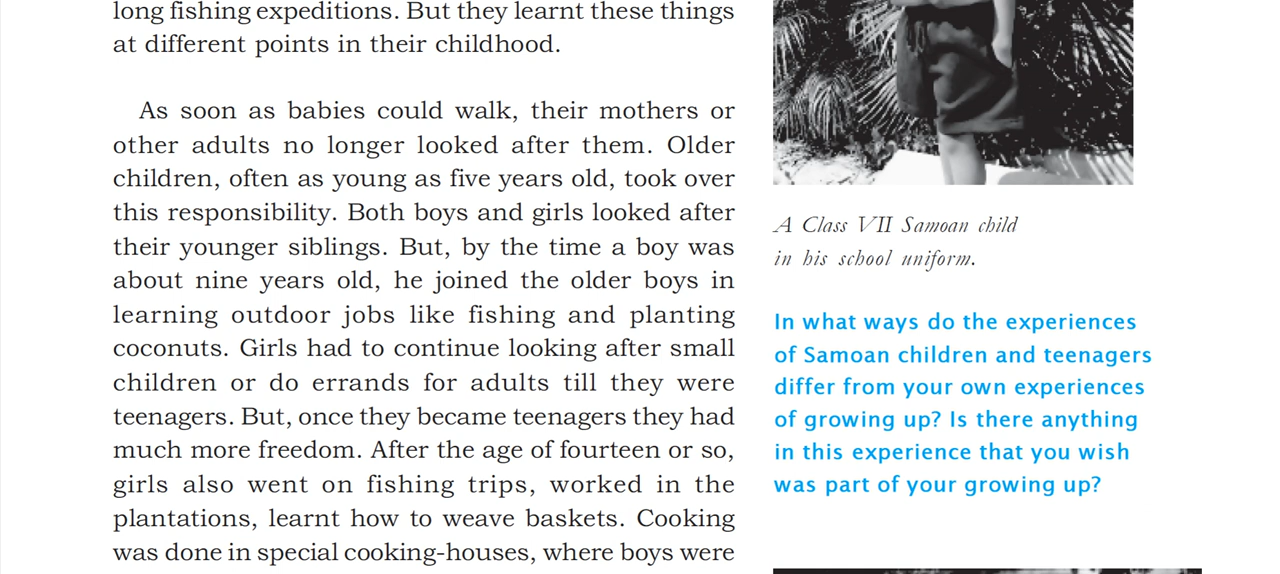 long fishing expeditions. But they learnt these things
at different points in their childhood.
As soon as babies could walk, their mothers or
other adults no longer looked after them. Older
children, often as young as five years old, took over
this responsibility. Both boys and girls looked after
their younger siblings. But, by the time a boy was
about nine years old, he joined the older boys in
learning outdoor jobs like fishing and planting
coconuts. Girls had to continue looking after small
children or do errands for adults till they were
teenagers. But, once they became teenagers they had
much more freedom. After the age of fourteen or so,
girls also went on fishing trips, worked in the
plantations, learnt how to weave baskets. Cooking
was done in special cooking-houses, where boys were
A Class VII Samoan child
in his school uniform.
In what ways do the experiences
of Samoan children and teenagers
differ from your own experiences
of growing up? Is there anything
in this experience that you wish
was part of your growing up?